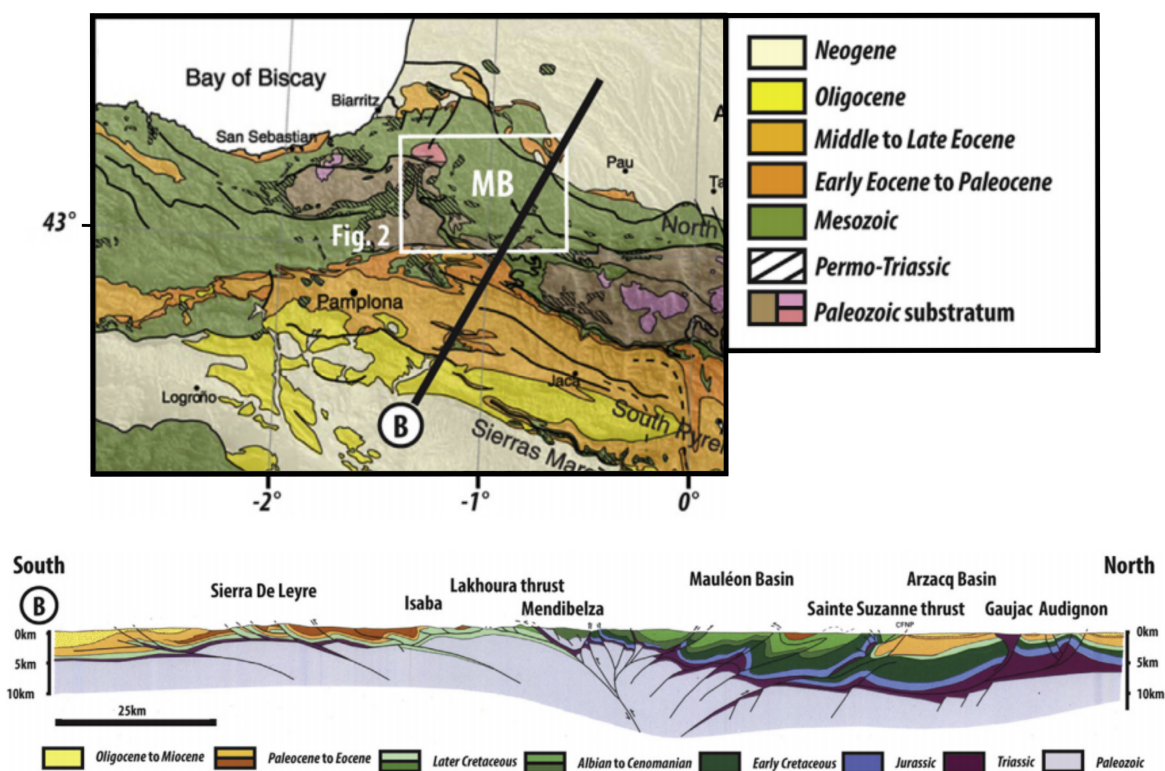 Bay of Biscay
Biarritz
San Sebastian
Pau
Ta
MB
43°
North
Fig. 2
Pamplona
Jaca
Logroño
South Pyre
B
Sierras Mar
-2°
-1°
0°
Neogene
Oligocene
Middle to Late Eocene
Early Eocene to Paleocene
Mesozoic
Permo-Triassic
Paleozoic substratum
South
North
B
Sierra De Leyre
Isaba
Lakhoura thrust
Mendibelza
Mauléon Basin
Arzacq Basin
Sainte Suzanne thrust
Gaujac Audignon
CFNP
0km
5km
10km
0km
5km
10km
25km
Oligocene to Miocene
Paleocene to Eocene
Later Cretaceous
Albian to Cenomanian
Early Cretaceous
Jurassic
Triassic
Paleozoic